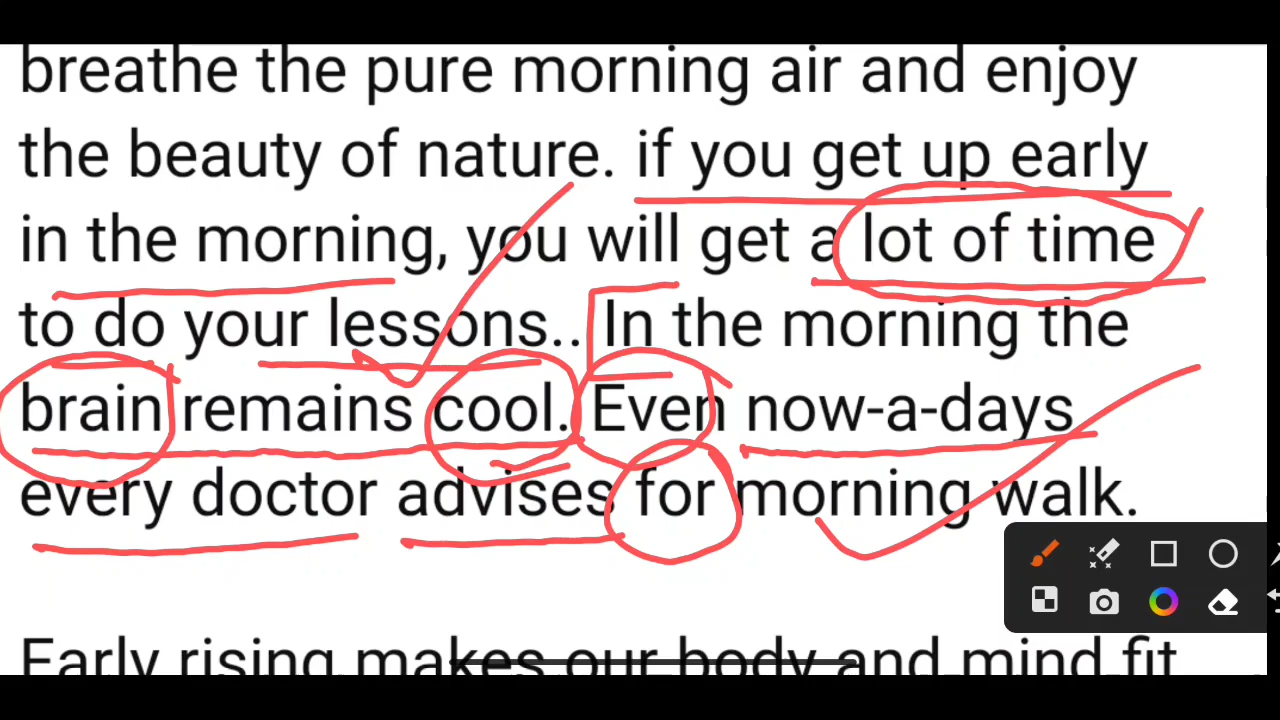 breathe the pure morning air and enjoy
the beauty of nature. if you get up early
in the morning, you will get a lot of time
to do your lessons.. In the morning the
brain remains cool. Even now-a-days
every doctor advises for morning walk.
Early rising makes our body and mind fit